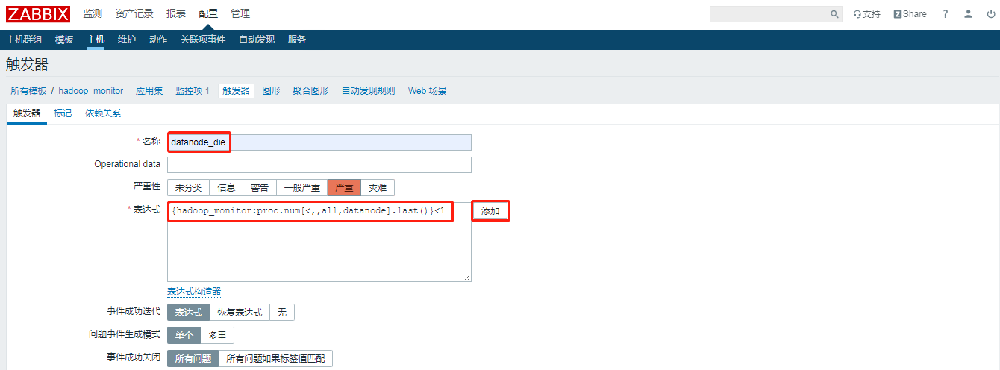 ZABBIX 监测 资产记录 报表 配置 管理 支持 Z Share ?
主机群组 模板 主机 维护 动作 关联项事件 自动发现 服务
触发器
所有模板 / hadoop_monitor 应用集 监控项 1 触发器 图形 聚合图形 自动发现规则 Web 场景
触发器 标记 依赖关系
* 名称 datanode_die
Operational data
严重性 未分类 信息 警告 一般严重 严重 灾难
* 表达式 {hadoop_monitor:proc.num[<,,all,datanode].last()}<1 添加
表达式构造器
事件成功迭代 表达式 恢复表达式 无
问题事件生成模式 单个 多重
事件成功关闭 所有问题 所有问题如果标签值匹配